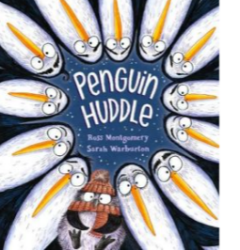 PENGUIN
HUDDLE
Ross Montgomery
Sarah Warburton